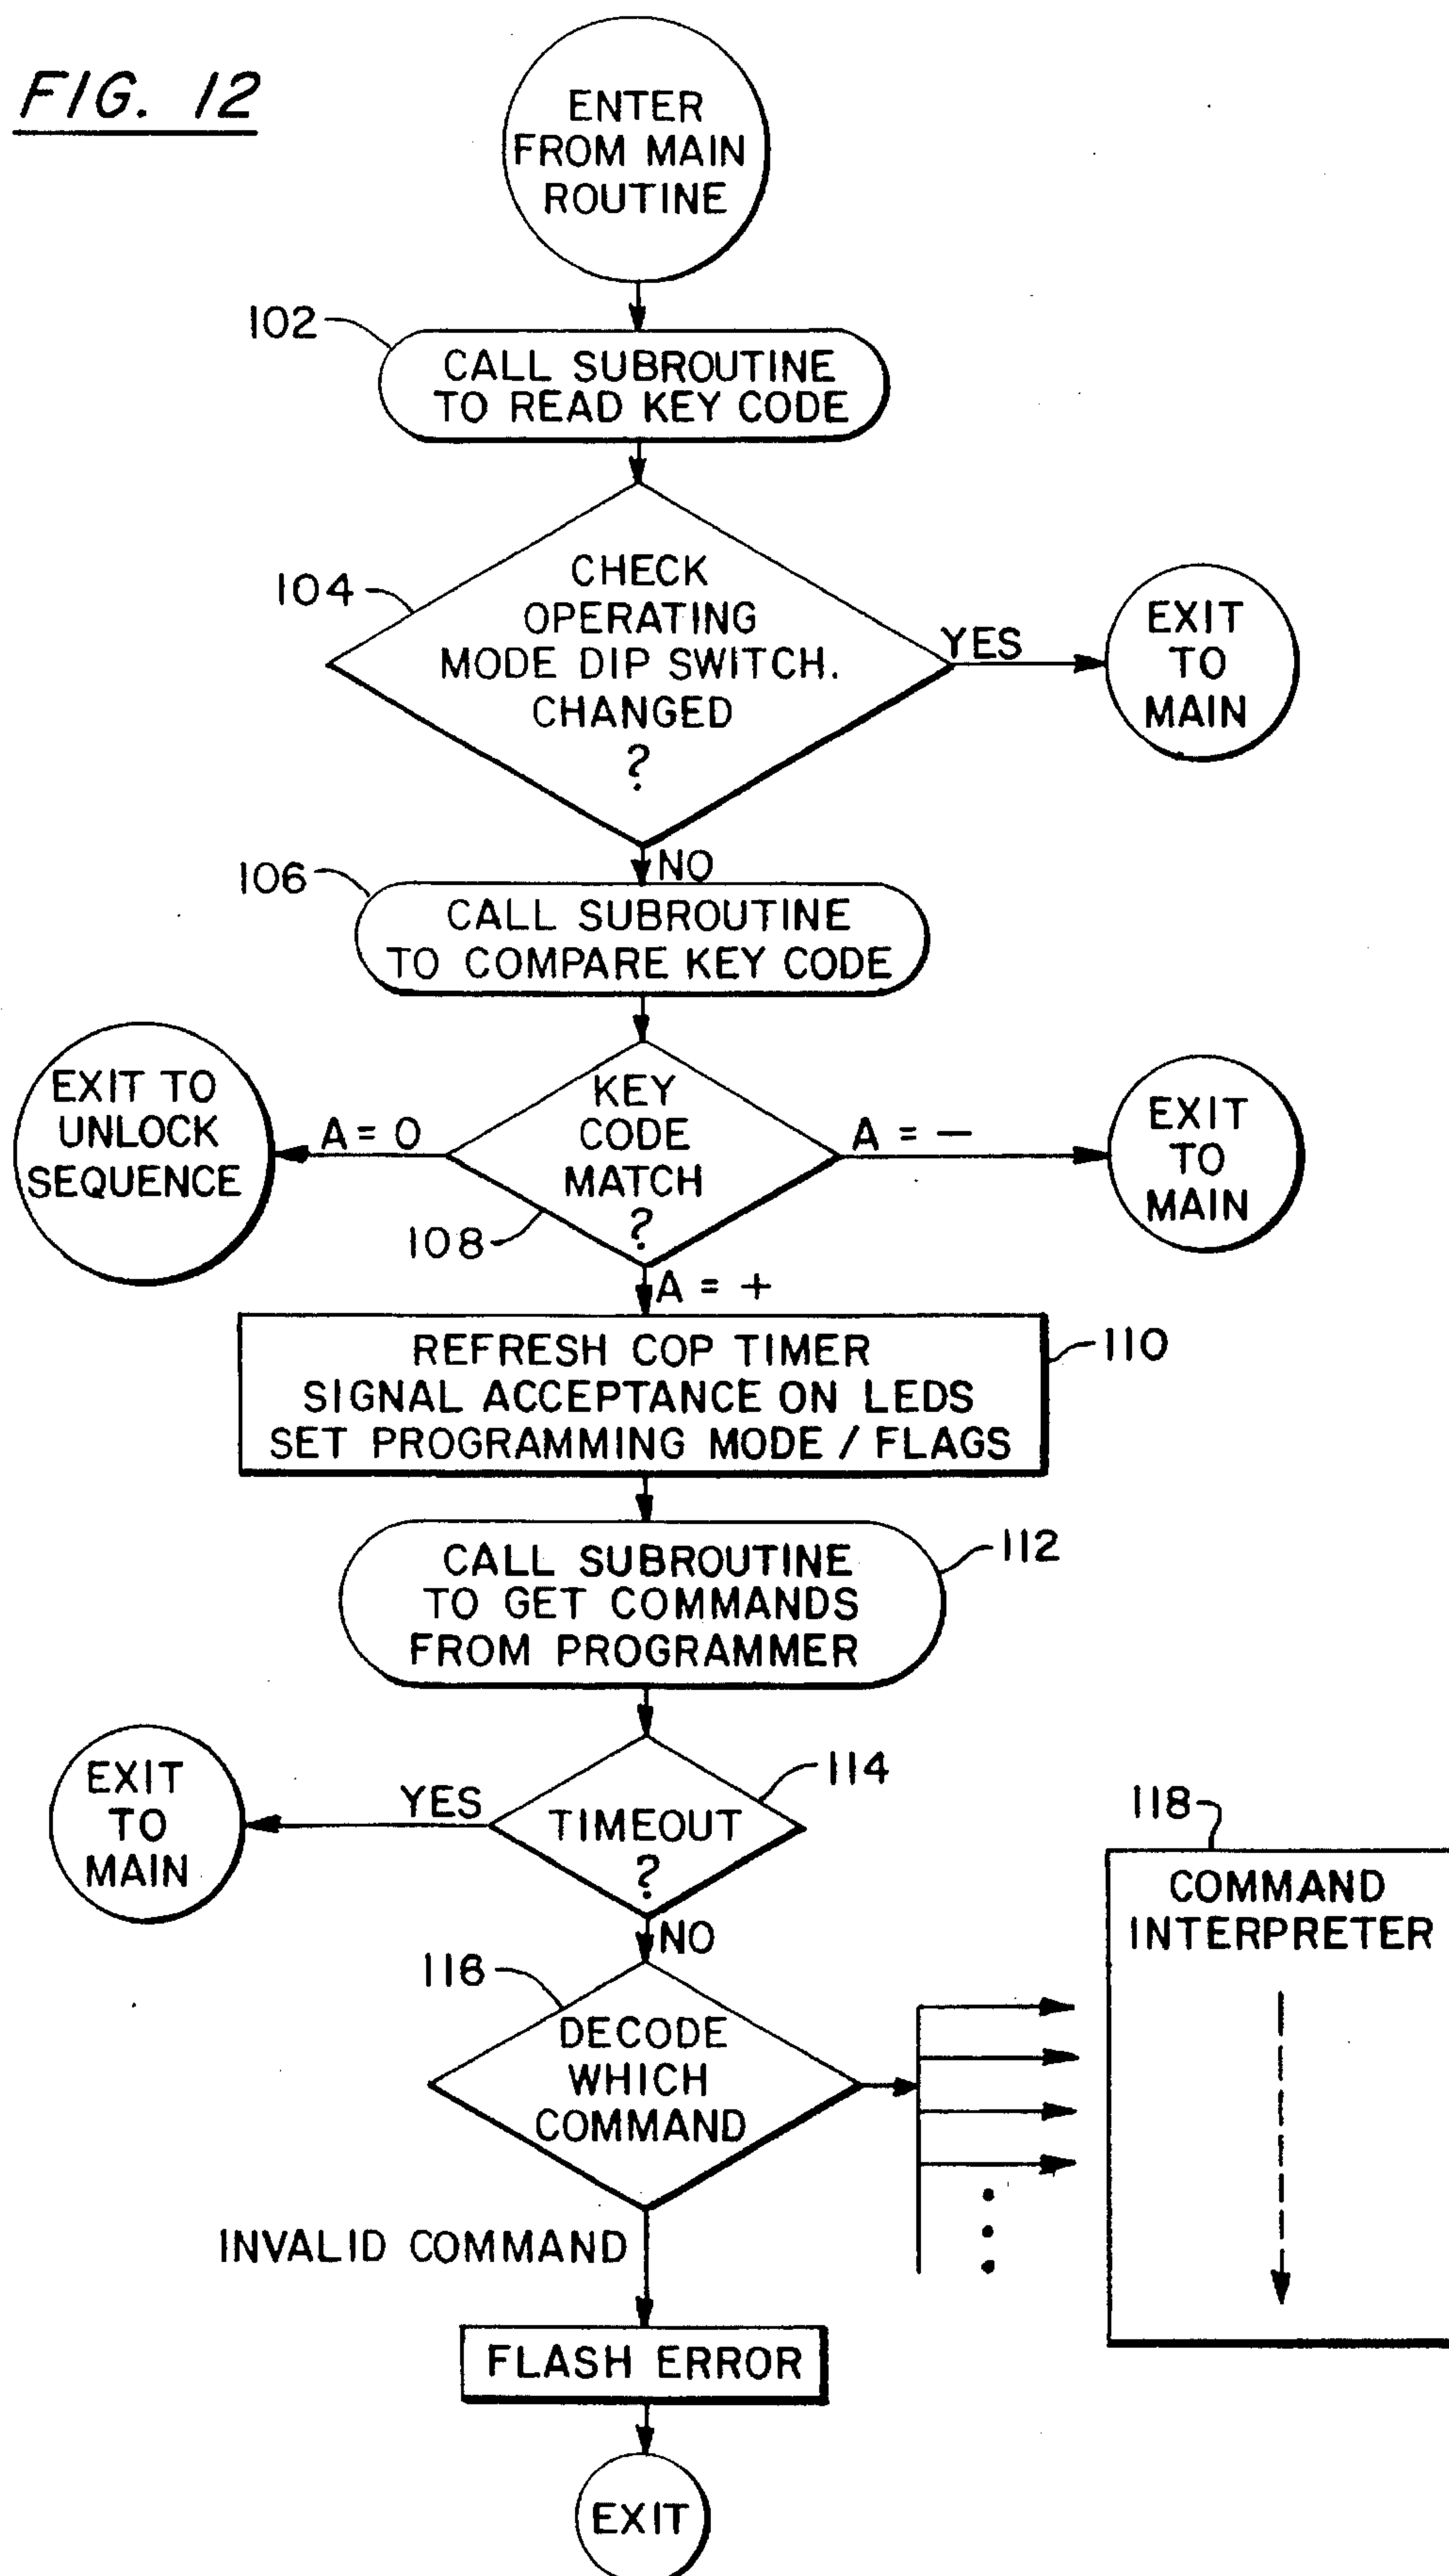 FIG. 12
ENTER
FROM MAIN
ROUTINE
102
CALL SUBROUTINE
TO READ KEY CODE
104
CHECK
OPERATING
MODE DIP SWITCH.
CHANGED
?
YES
EXIT
TO
MAIN
NO
106
CALL SUBROUTINE
TO COMPARE KEY CODE
KEY
CODE
MATCH
?
108
A = 0
EXIT TO
UNLOCK
SEQUENCE
A = –
EXIT
TO
MAIN
A = +
REFRESH COP TIMER
SIGNAL ACCEPTANCE ON LEDS
SET PROGRAMMING MODE / FLAGS
110
CALL SUBROUTINE
TO GET COMMANDS
FROM PROGRAMMER
112
TIMEOUT
?
114
YES
EXIT
TO
MAIN
NO
116
DECODE
WHICH
COMMAND
118
COMMAND
INTERPRETER
INVALID COMMAND
FLASH ERROR
EXIT